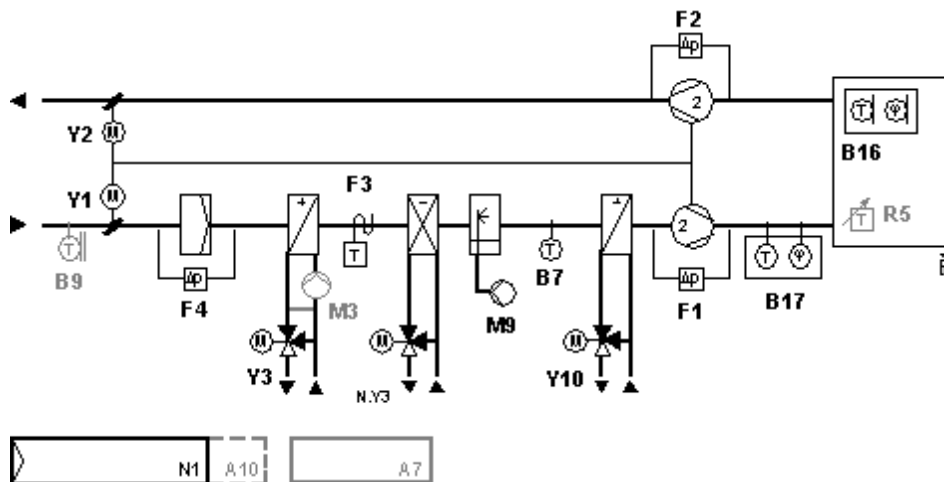 F2
Δp
2
T φ
B16
Y2 M
Y1 M
F3
+
−
+
2
T R5
T
B9
Δp
F4
T
M3
T
B7
M9
Δp
F1
T φ
B17
M
Y3
M
N.Y3
M
Y10
N1
A10
A7